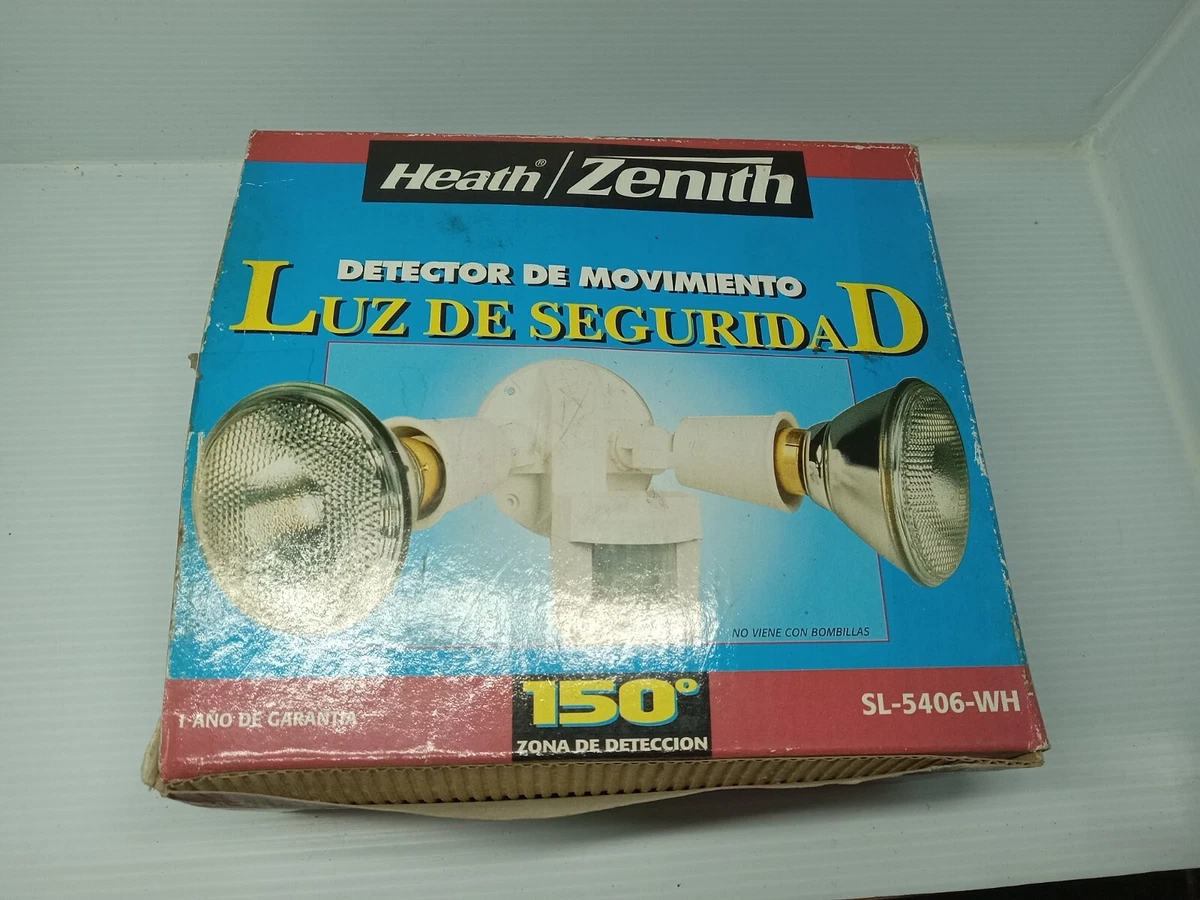 Heath®/Zenith
DETECTOR DE MOVIMIENTO
LUZ DE SEGURIDAD
NO VIENE CON BOMBILLAS
1 AÑO DE GARANTIA
150°
ZONA DE DETECCION
SL-5406-WH